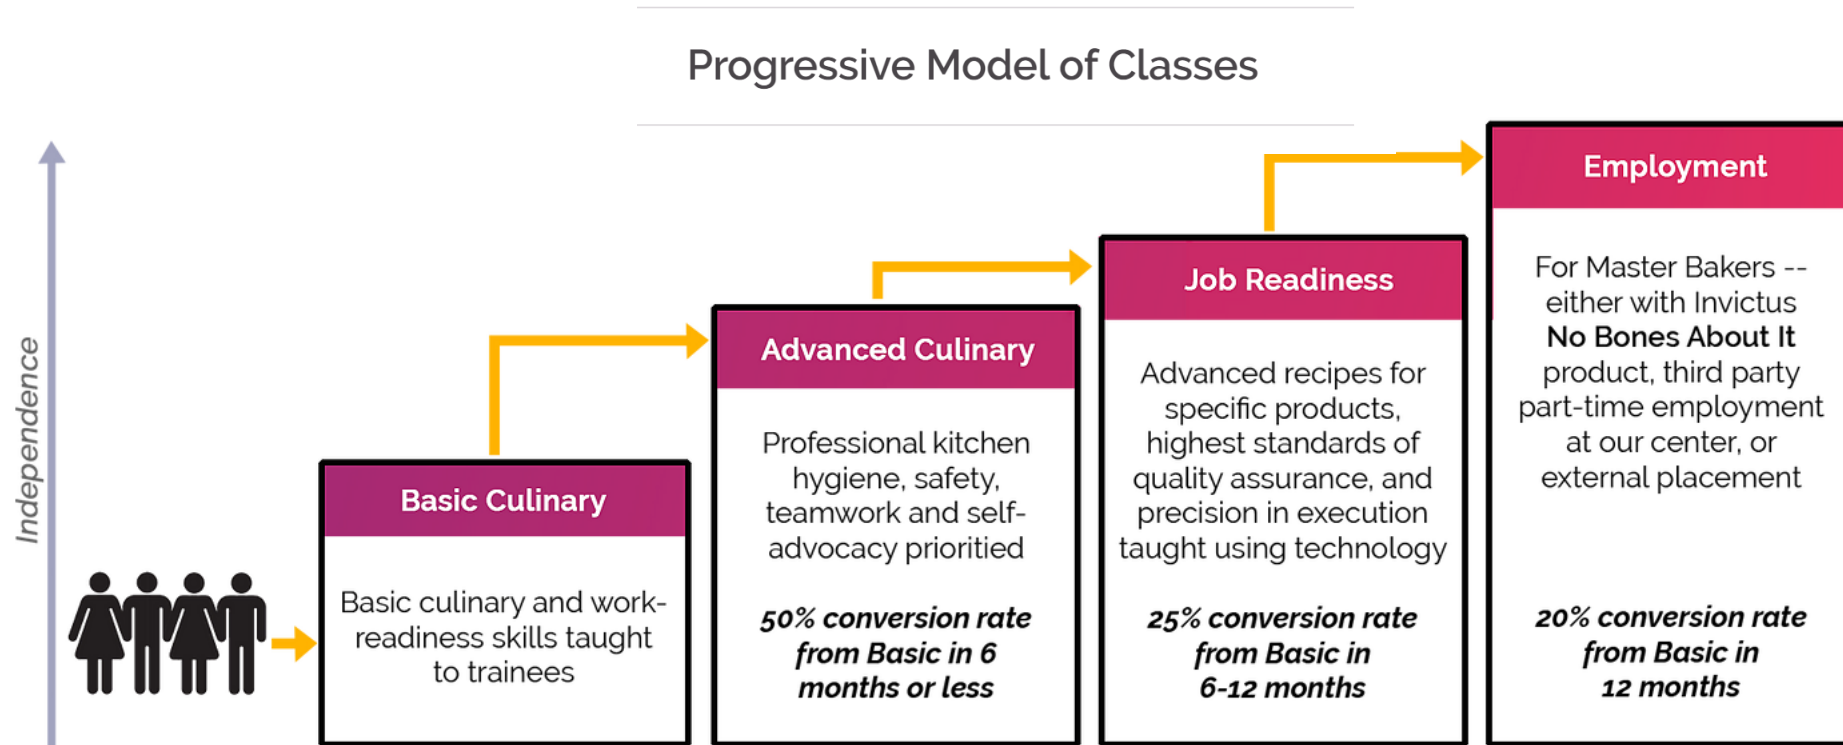 Progressive Model of Classes
Independence
Basic Culinary
Basic culinary and work-
readiness skills taught
to trainees
Advanced Culinary
Professional kitchen
hygiene, safety,
teamwork and self-
advocacy prioritied
50% conversion rate
from Basic in 6
months or less
Job Readiness
Advanced recipes for
specific products,
highest standards of
quality assurance, and
precision in execution
taught using technology
25% conversion rate
from Basic in
6-12 months
Employment
For Master Bakers --
either with Invictus
No Bones About It
product, third party
part-time employment
at our center, or
external placement
20% conversion rate
from Basic in
12 months